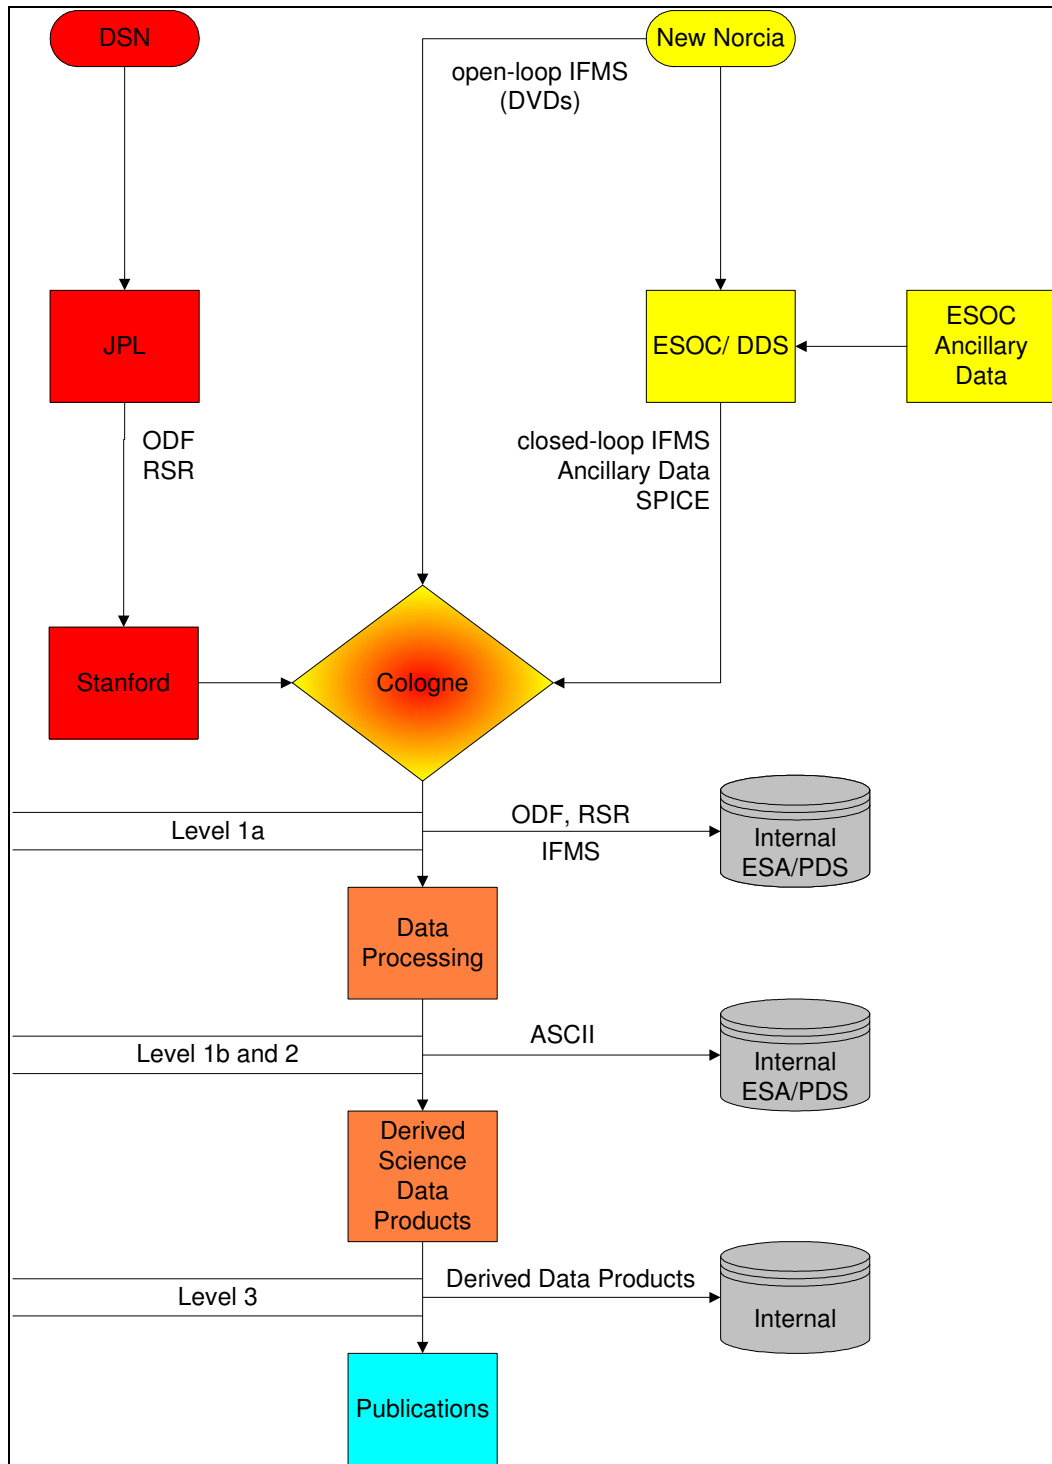 DSN
New Norcia
open-loop IFMS
(DVDs)
JPL
ESOC/ DDS
ESOC
Ancillary
Data
ODF
RSR
closed-loop IFMS
Ancillary Data
SPICE
Stanford
Cologne
Level 1a
ODF, RSR
IFMS
Internal
ESA/PDS
Data
Processing
Level 1b and 2
ASCII
Internal
ESA/PDS
Derived
Science
Data
Products
Level 3
Derived Data Products
Internal
Publications